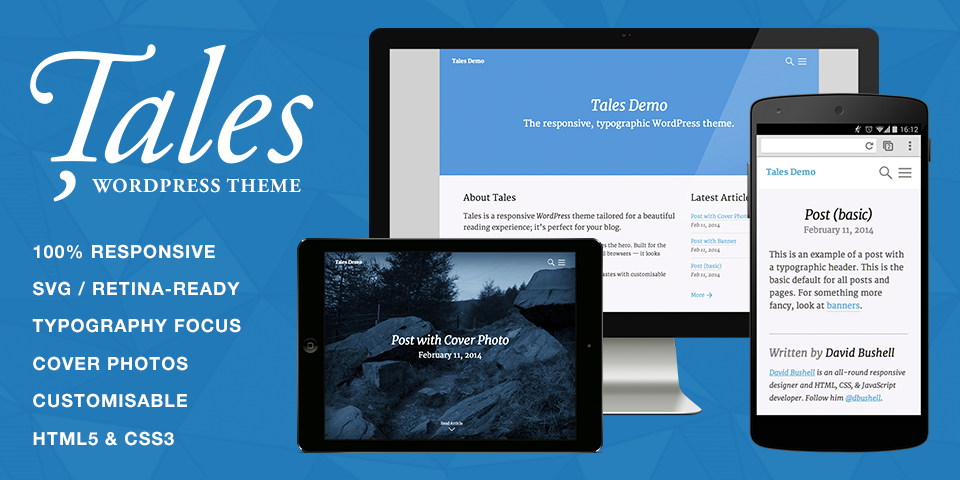 Tales
WORDPRESS THEME
100% RESPONSIVE
SVG / RETINA-READY
TYPOGRAPHY FOCUS
COVER PHOTOS
CUSTOMISABLE
HTML5 & CSS3
Tales Demo
Tales Demo
The responsive, typographic WordPress theme.
About Tales
Tales is a responsive WordPress theme tailored for a beautiful
reading experience; it's perfect for your blog.
s the hero. Built for the
l browsers — it looks
tastes with customisable
Latest Article
Post with Cover Photo
Feb 11, 2014
Post with Banner
Feb 11, 2014
Post (basic)
Feb 11, 2014
More →
Tales Demo
Post with Cover Photo
February 11, 2014
Read Article
16:12
Tales Demo
Post (basic)
February 11, 2014
This is an example of a post with
a typographic header. This is the
basic default for all posts and
pages. For something more
fancy, look at banners.
Written by David Bushell
David Bushell is an all-round responsive
designer and HTML, CSS, & JavaScript
developer. Follow him @dbushell.